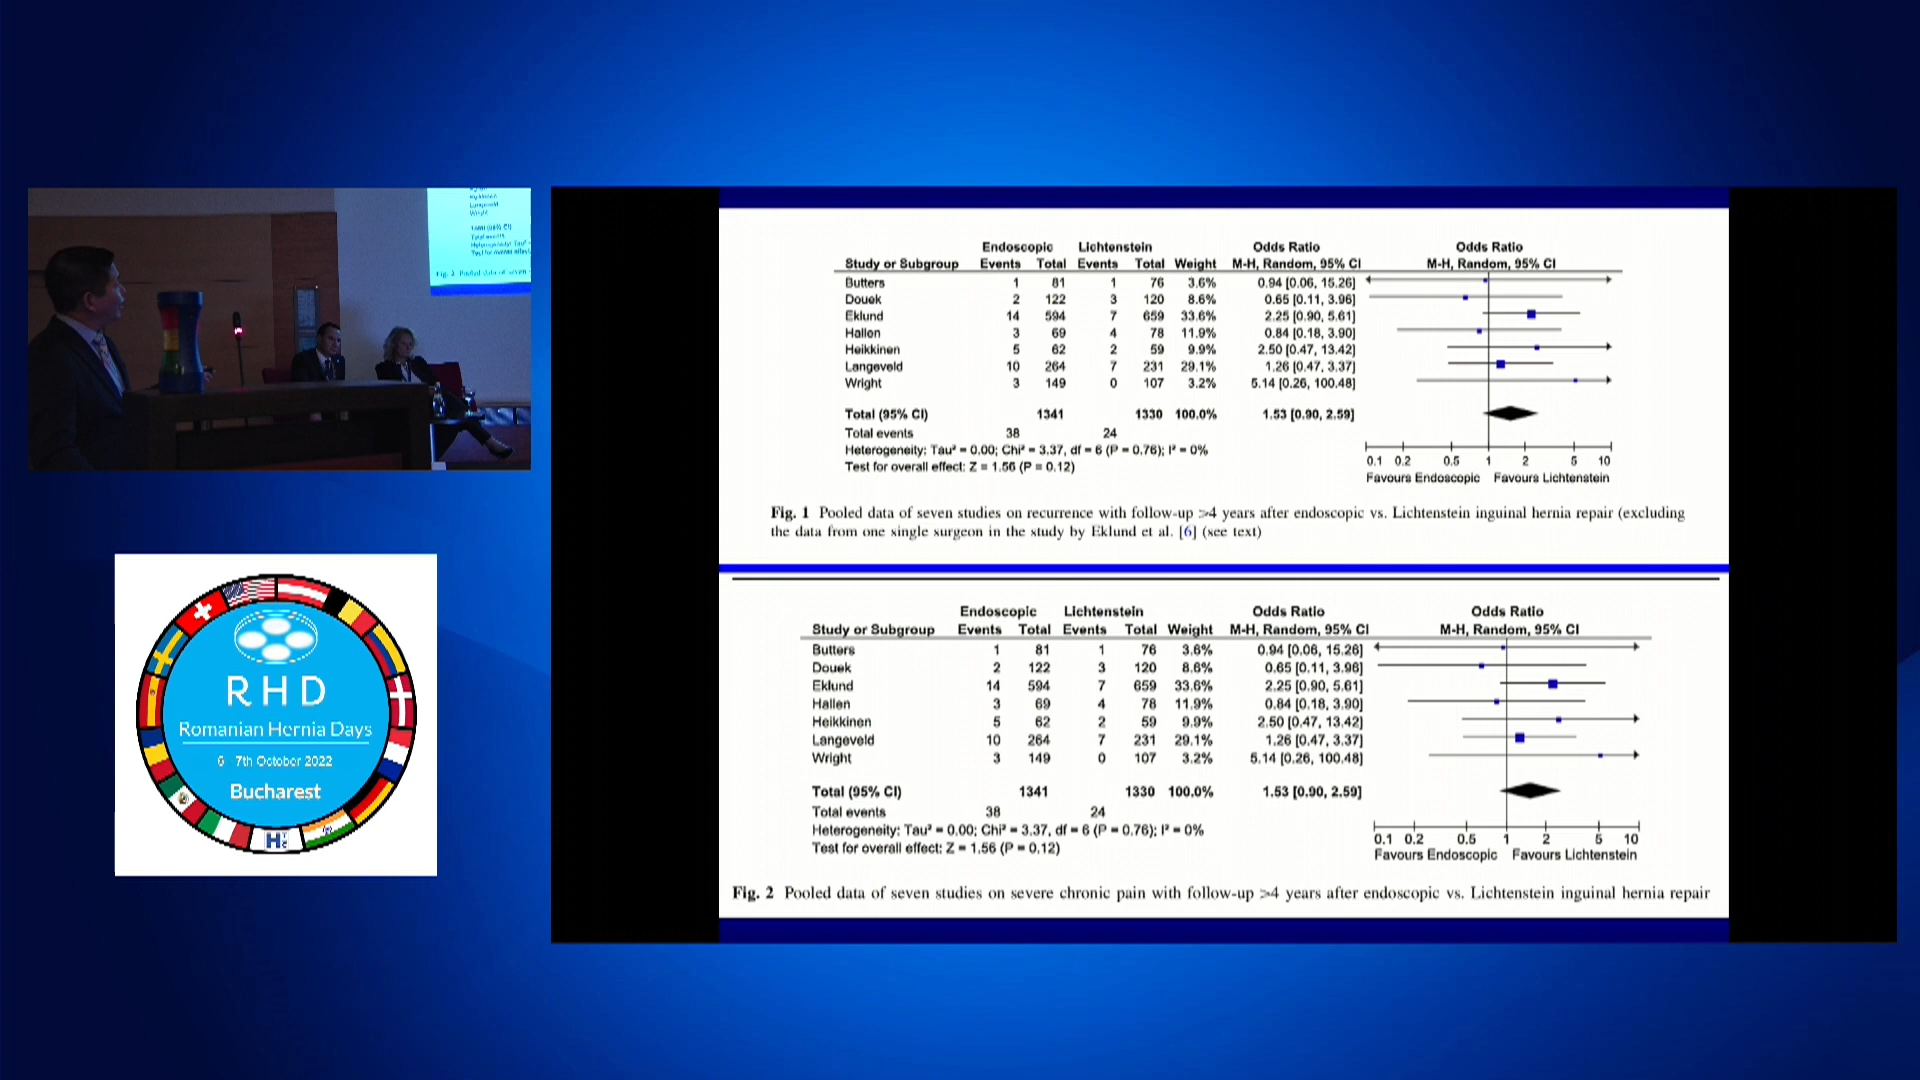 Endoscopic Lichtenstein Odds Ratio Odds Ratio
Study or Subgroup Events Total Events Total Weight M-H, Random, 95% CI M-H, Random, 95% CI
Butters 1 81 1 76 3.6% 0.94 [0.06, 15.26]
Douek 2 122 3 120 8.6% 0.65 [0.11, 3.96]
Eklund 14 594 7 659 33.6% 2.25 [0.90, 5.61]
Hallen 3 69 4 78 11.9% 0.84 [0.18, 3.90]
Heikkinen 5 62 2 59 9.9% 2.50 [0.47, 13.42]
Langeveld 10 264 7 231 29.1% 1.26 [0.47, 3.37]
Wright 3 149 0 107 3.2% 5.14 [0.26, 100.48]
Total (95% CI) 1341 1330 100.0% 1.53 [0.90, 2.59]
Total events 38 24
Heterogeneity: Tau² = 0.00; Chi² = 3.37, df = 6 (P = 0.76); I² = 0%
Test for overall effect: Z = 1.56 (P = 0.12)
0.1 0.2 0.5 1 2 5 10
Favours Endoscopic Favours Lichtenstein
Fig. 1 Pooled data of seven studies on recurrence with follow-up >4 years after endoscopic vs. Lichtenstein inguinal hernia repair (excluding
the data from one single surgeon in the study by Eklund et al. [6] (see text)
Endoscopic Lichtenstein Odds Ratio Odds Ratio
Study or Subgroup Events Total Events Total Weight M-H, Random, 95% CI M-H, Random, 95% CI
Butters 1 81 1 76 3.6% 0.94 [0.06, 15.26]
Douek 2 122 3 120 8.6% 0.65 [0.11, 3.96]
Eklund 14 594 7 659 33.6% 2.25 [0.90, 5.61]
Hallen 3 69 4 78 11.9% 0.84 [0.18, 3.90]
Heikkinen 5 62 2 59 9.9% 2.50 [0.47, 13.42]
Langeveld 10 264 7 231 29.1% 1.26 [0.47, 3.37]
Wright 3 149 0 107 3.2% 5.14 [0.26, 100.48]
Total (95% CI) 1341 1330 100.0% 1.53 [0.90, 2.59]
Total events 38 24
Heterogeneity: Tau² = 0.00; Chi² = 3.37, df = 6 (P = 0.76); I² = 0%
Test for overall effect: Z = 1.56 (P = 0.12)
0.1 0.2 0.5 1 2 5 10
Favours Endoscopic Favours Lichtenstein
Fig. 2 Pooled data of seven studies on severe chronic pain with follow-up >4 years after endoscopic vs. Lichtenstein inguinal hernia repair
RHD
Romanian Hernia Days
6 - 7th October 2022
Bucharest